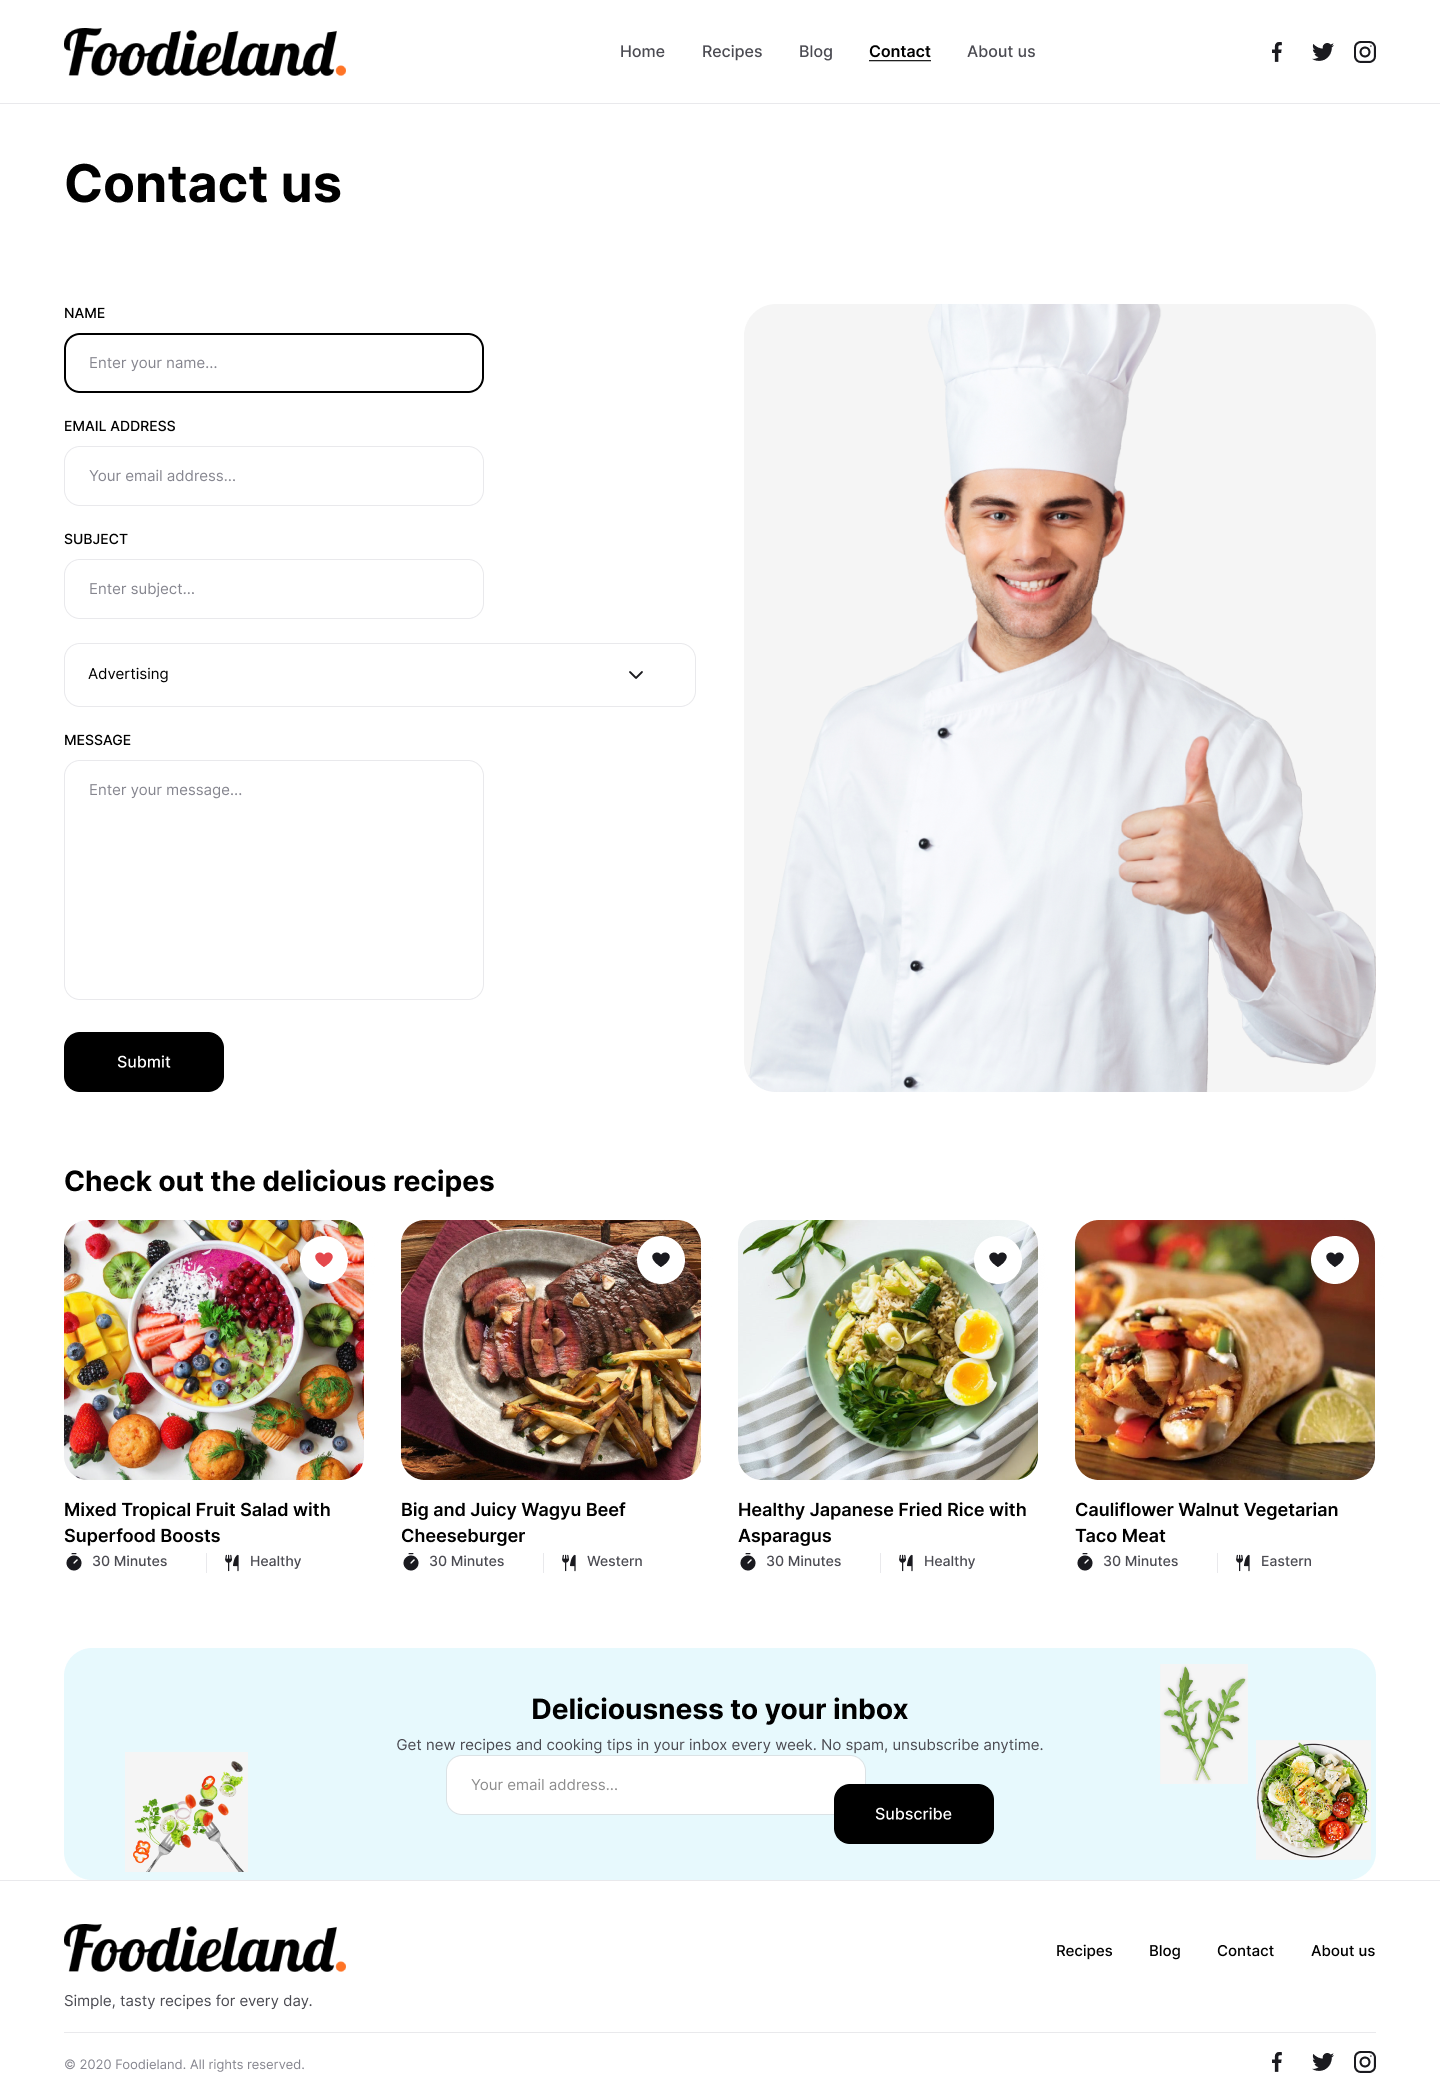 Foodieland.
Home Recipes Blog Contact About us
Contact us
NAME
Enter your name...
EMAIL ADDRESS
Your email address...
SUBJECT
Enter subject...
Advertising
MESSAGE
Enter your message...
Submit
Check out the delicious recipes
Mixed Tropical Fruit Salad with
Superfood Boosts
30 Minutes Healthy
Big and Juicy Wagyu Beef
Cheeseburger
30 Minutes Western
Healthy Japanese Fried Rice with
Asparagus
30 Minutes Healthy
Cauliflower Walnut Vegetarian
Taco Meat
30 Minutes Eastern
Deliciousness to your inbox
Get new recipes and cooking tips in your inbox every week. No spam, unsubscribe anytime.
Your email address...
Subscribe
Foodieland.
Recipes Blog Contact About us
Simple, tasty recipes for every day.
© 2020 Foodieland. All rights reserved.